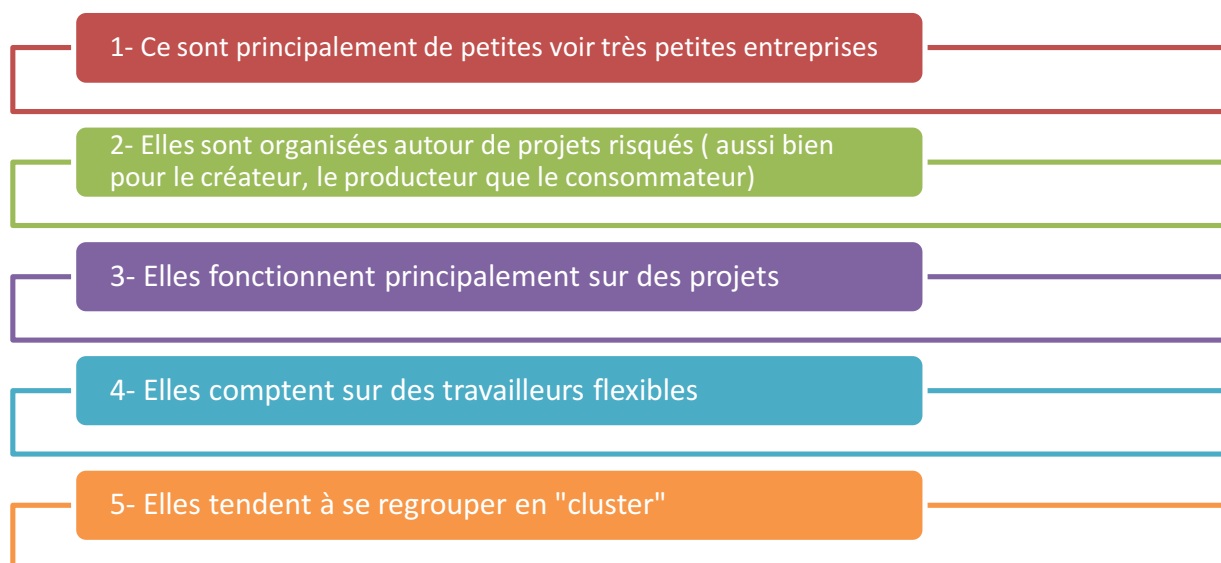 1- Ce sont principalement de petites voir très petites entreprises
2- Elles sont organisées autour de projets risqués ( aussi bien
pour le créateur, le producteur que le consommateur)
3- Elles fonctionnent principalement sur des projets
4- Elles comptent sur des travailleurs flexibles
5- Elles tendent à se regrouper en "cluster"